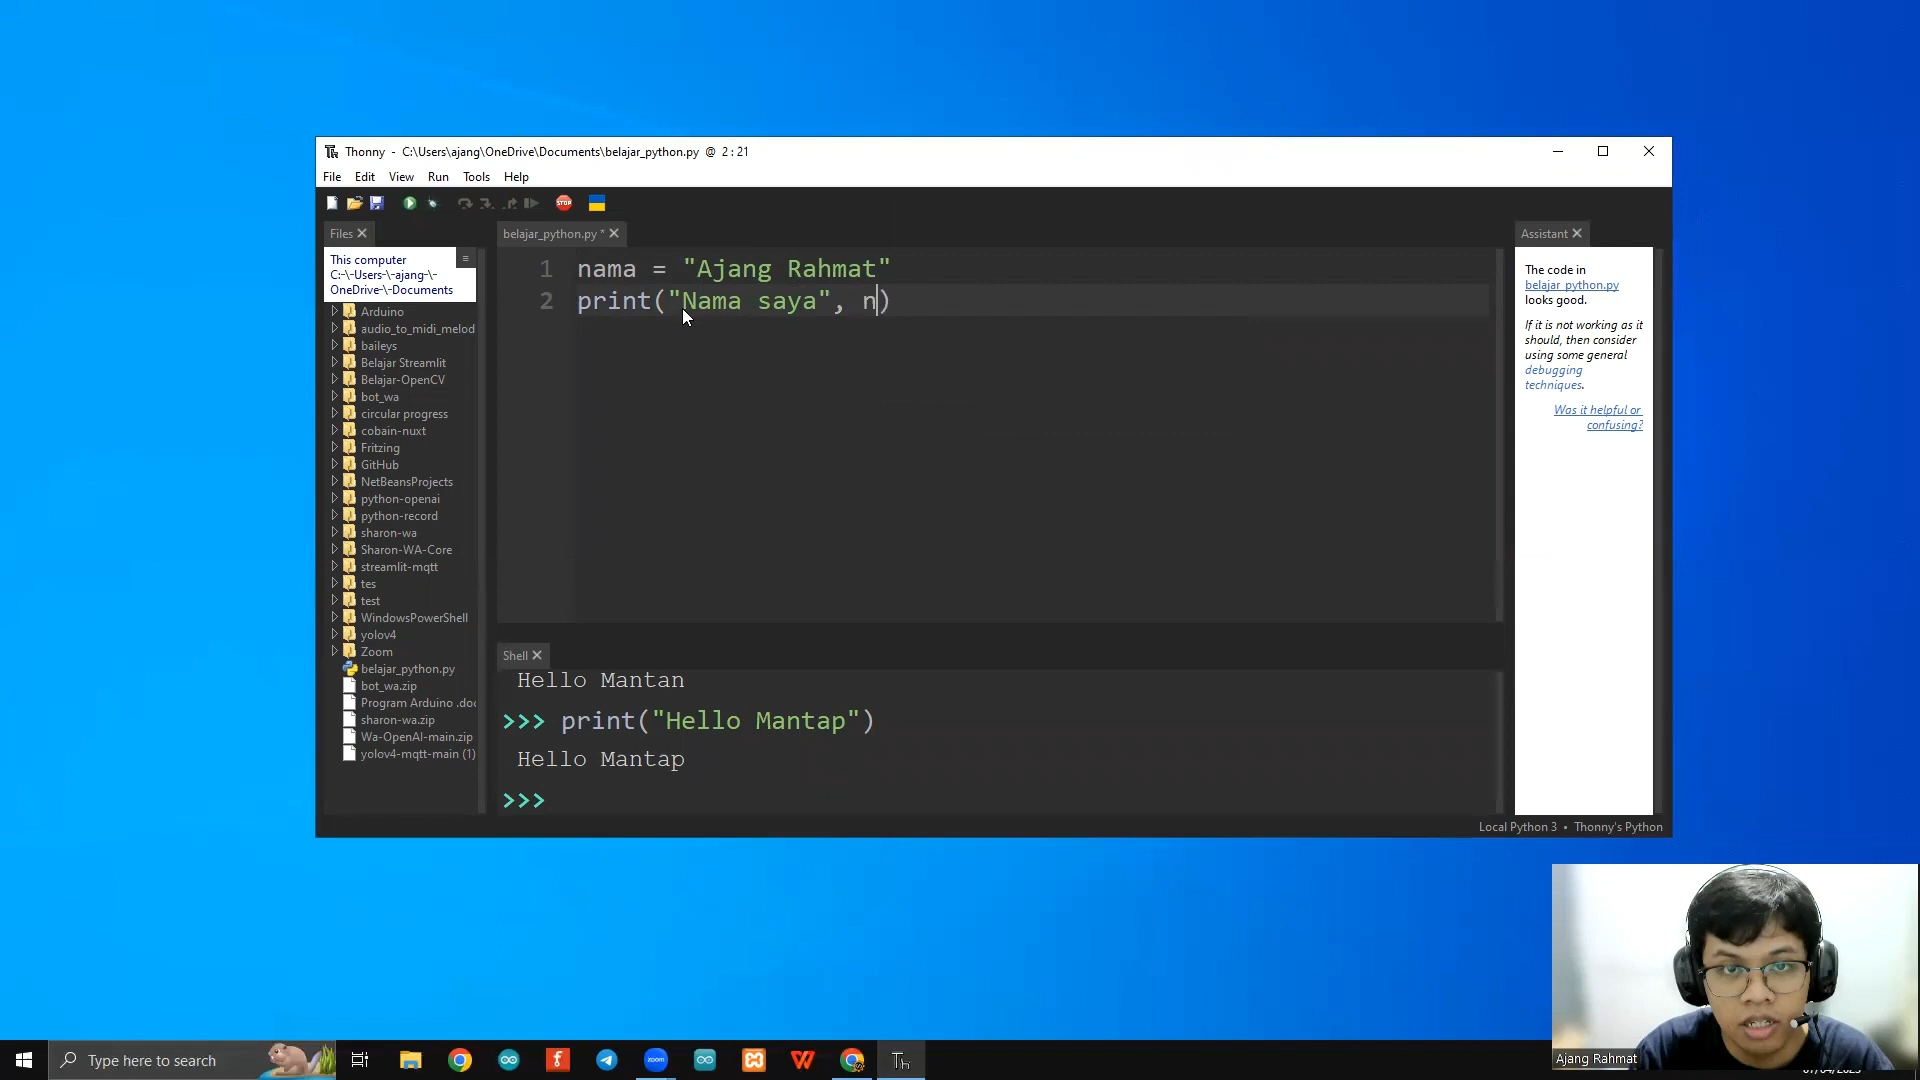 Thonny - C:\Users\ajang\OneDrive\Documents\belajar_python.py @ 2:21
File Edit View Run Tools Help
STOP
Files
belajar_python.py *
Assistant
This computer
C:\ Users \ ajang \
OneDrive \ Documents
Arduino
audio_to_midi_melod
baileys
Belajar Streamlit
Belajar-OpenCV
bot_wa
circular progress
cobain-nuxt
Fritzing
GitHub
NetBeansProjects
python-openai
python-record
sharon-wa
Sharon-WA-Core
streamlit-mqtt
tes
test
WindowsPowerShell
yolov4
Zoom
belajar_python.py
bot_wa.zip
Program Arduino .doc
sharon-wa.zip
Wa-OpenAI-main.zip
yolov4-mqtt-main (1)
1 nama = "Ajang Rahmat"
2 print("Nama saya", n)
Shell
Hello Mantan
>>> print("Hello Mantap")
Hello Mantap
>>>
The code in
belajar_python.py
looks good.
If it is not working as it
should, then consider
using some general
debugging
techniques.
Was it helpful or
confusing?
Local Python 3 • Thonny's Python
Ajang Rahmat
Type here to search
zoom
Th